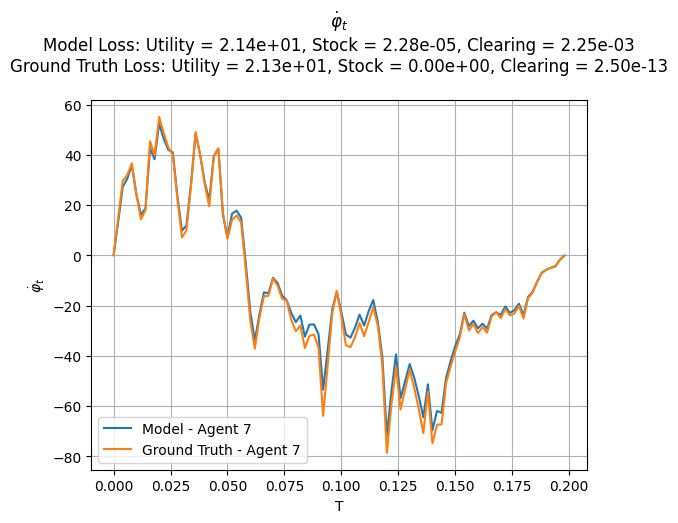 φ̇ₜ
Model Loss: Utility = 2.14e+01, Stock = 2.28e-05, Clearing = 2.25e-03
Ground Truth Loss: Utility = 2.13e+01, Stock = 0.00e+00, Clearing = 2.50e-13
60
40
20
0
−20
−40
−60
−80
φ̇ₜ
Model - Agent 7
Ground Truth - Agent 7
0.000 0.025 0.050 0.075 0.100 0.125 0.150 0.175 0.200
T